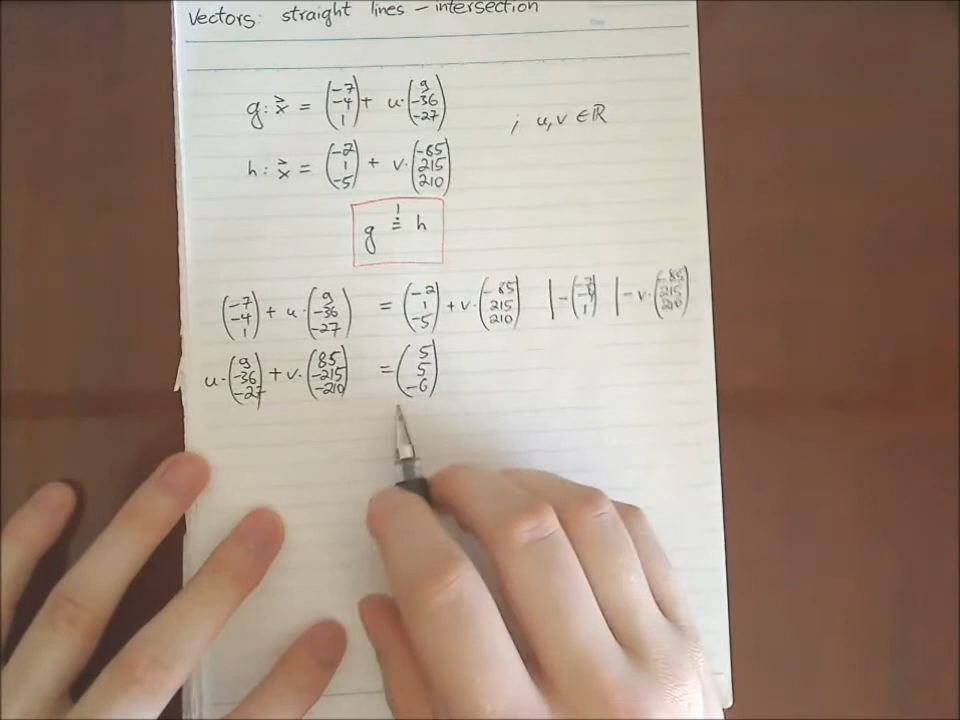 Vectors: straight lines – intersection
g: x⃗ = (-7 -4 1) + u·(9 -36 -27)
; u, v ∈ ℝ
h: x⃗ = (-2 1 -5) + v·(-85 215 210)
g ≝ h
(-7 -4 1) + u·(9 -36 -27) = (-2 1 -5) + v·(-85 215 210) | -(-7 -4 1) | -v·(-85 215 210)
u·(9 -36 -27) + v·(85 -215 -210) = (5 5 -6)